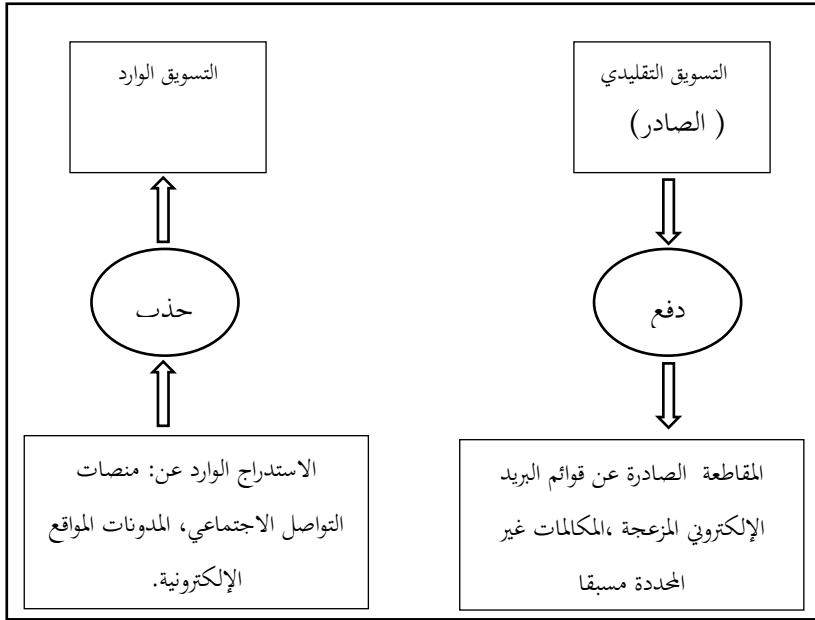 التسويق التقليدي
( الصادر)
دفع
المقاطعة الصادرة عن قوائم البريد
الإلكتروني المزعجة ،المكالمات غير
المحددة مسبقا
التسويق الوارد
جذب
الاستدراج الوارد عن: منصات
التواصل الاجتماعي، المدونات المواقع
الإلكترونية.